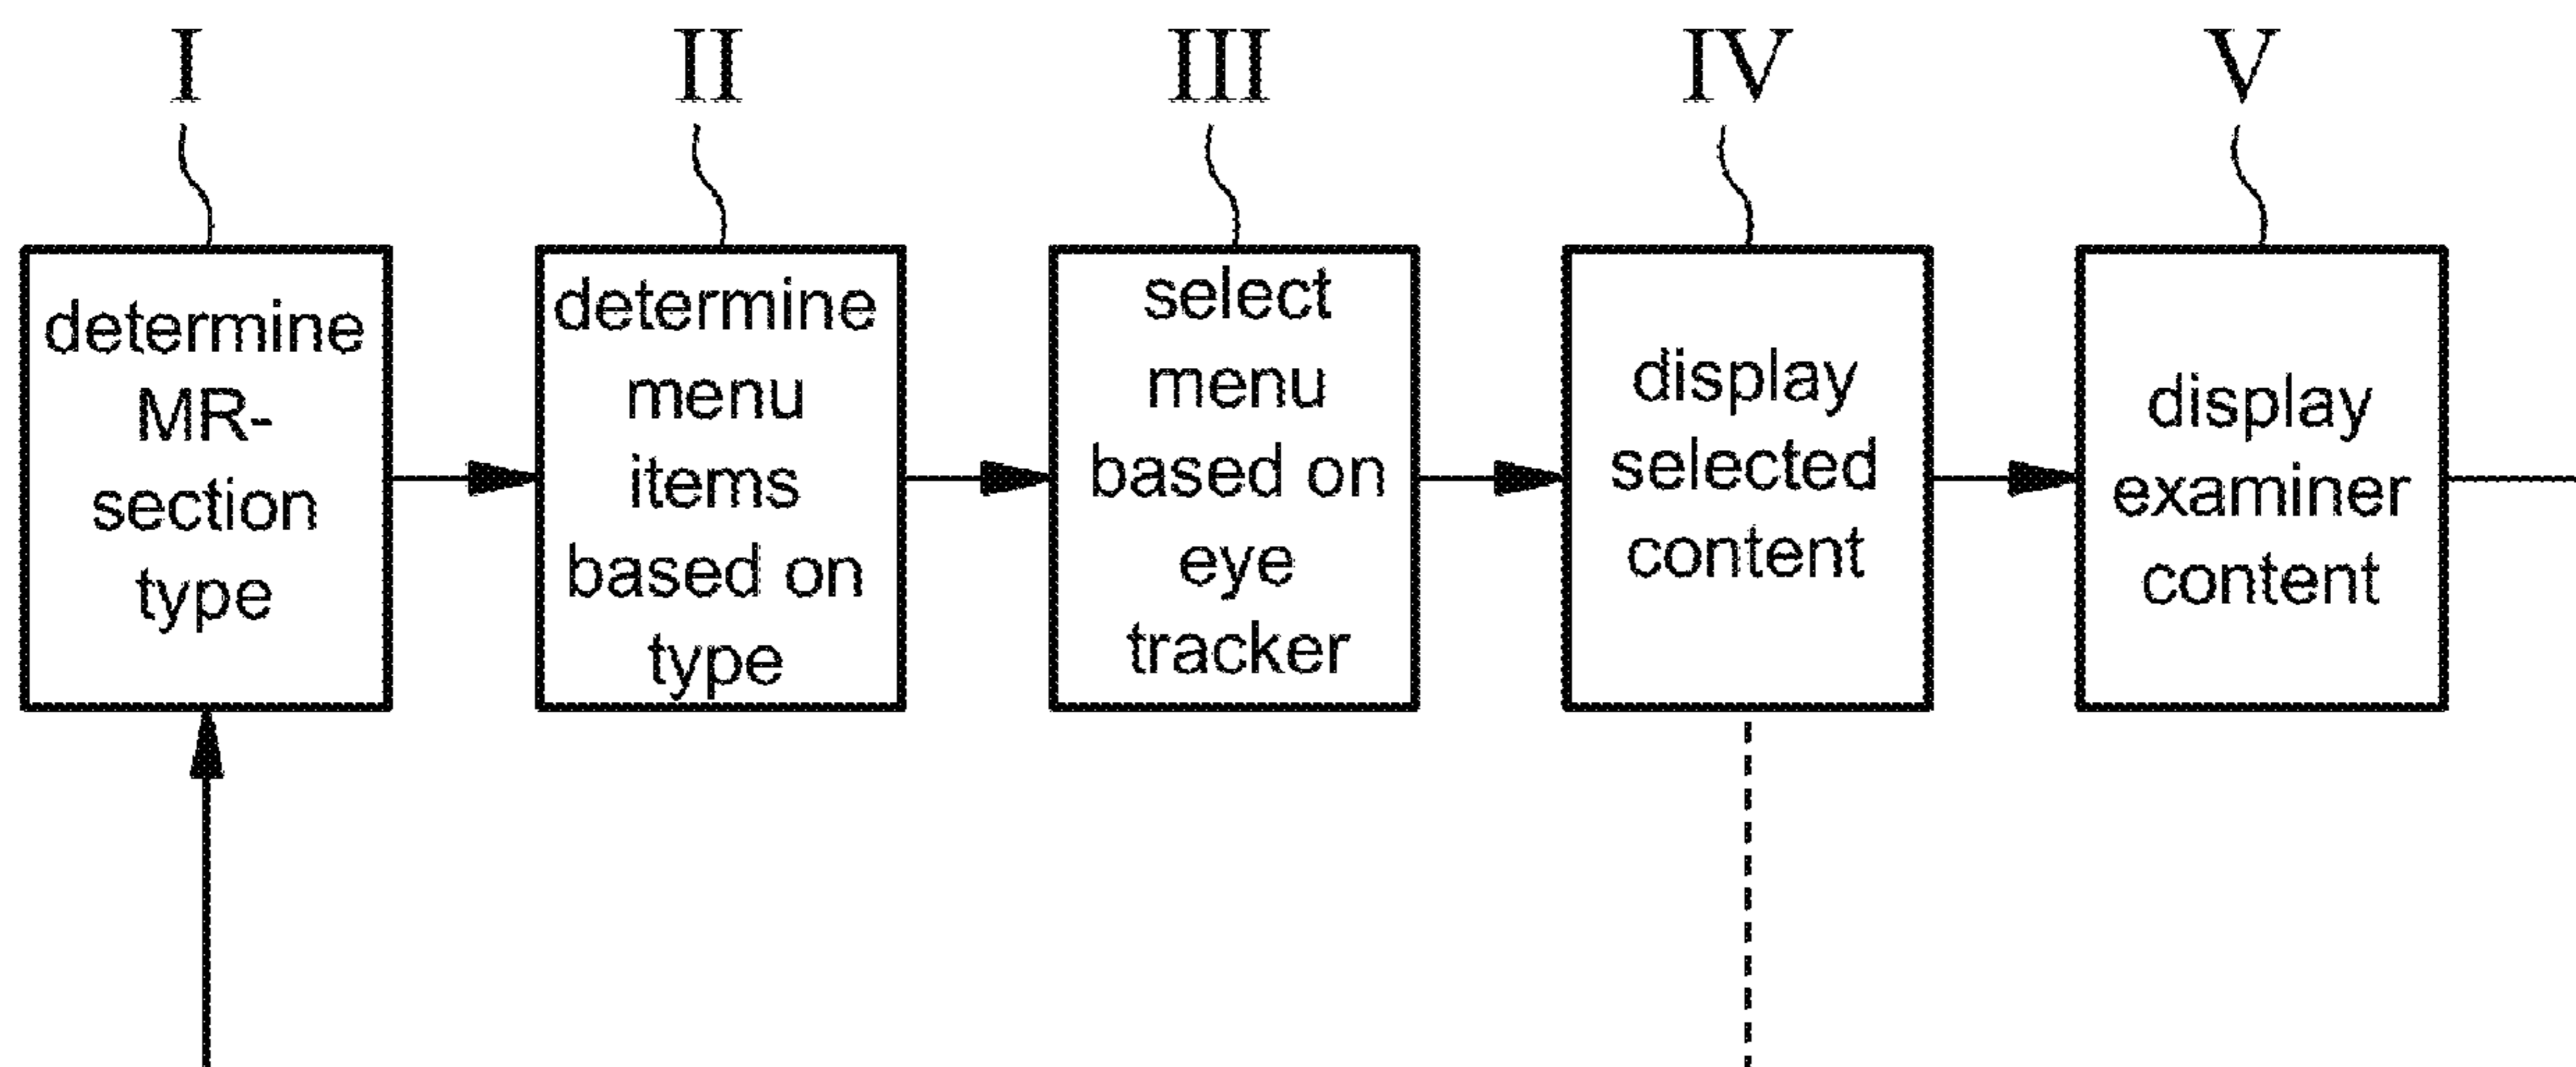 I
II
III
IV
V
determine
MR-
section
type
determine
menu
items
based on
type
select
menu
based on
eye
tracker
display
selected
content
display
examiner
content